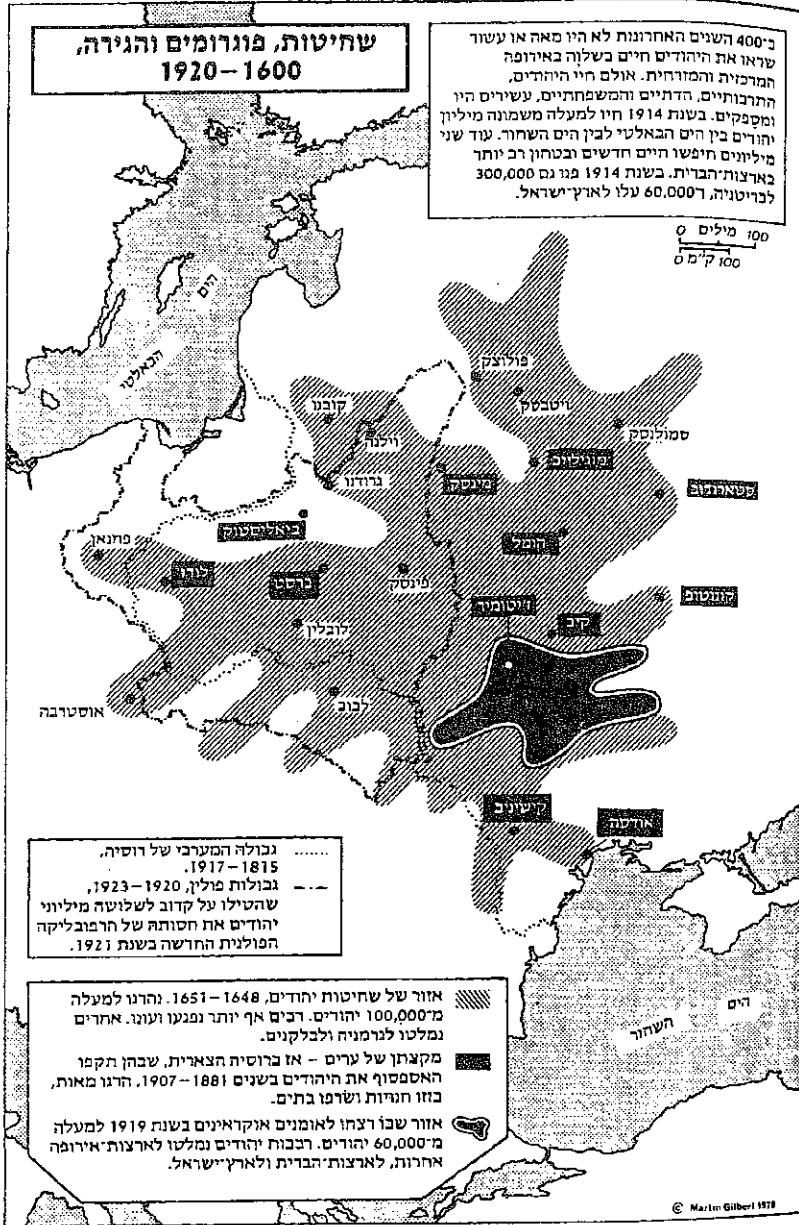 שחיטות, פוגרומים והגירה,
1920–1600
ב־400 השנים האחרונות לא היו מאה או עשור
שראו את היהודים חיים בשלוה באירופה
המרכזית והמזרחית. אולם חיי היהודים,
התרבותיים, הדתיים והמשפחתיים, עשירים היו
ומספקים. בשנת 1914 חיו למעלה משמונה מיליון
יהודים בין הים הבאלטי לבין הים השחור. עוד שני
מיליונים חיפשו חיים חדשים ובטחון רב יותר
בארצות־הברית. בשנת 1914 פנו גם 300,000
לבריטניה, ו־60,000 עלו לארץ־ישראל.
0 מילים 100
0 ק"מ 100
הים
הבאלטי
פולוצק
ויטבסק
קובנו
וילנה
סמולנסק
מוגילוב
מינסק
גרודנו
סטארודוב
ביאליסטוק
הומל
פוזנאן
לודז
ברסט
פינסק
קונוטופ
ז'יטומיר
קיב
לובלין
לבוב
אוסטרבה
קישינב
אודסה
הים
השחור
גבולה המערבי של רוסיה,
1917–1815.
גבולות פולין, 1920–1923,
שהטילו על קרוב לשלושה מיליוני
יהודים את חסותה של הרפובליקה
הפולנית החדשה בשנת 1921.
אזור של שחיטות יהודים, 1648–1651. נהרגו למעלה
מ־100,000 יהודים. רבים אף יותר נפגעו ועונו. אחרים
נמלטו לגרמניה ולבלקנים.
מקצתן של ערים – אז ברוסיה הצארית, שבהן תקפו
האספסוף את היהודים בשנים 1881–1907, הרגו מאות,
בזזו חנויות ושרפו בתים.
אזור שבו רצחו לאומנים אוקראינים בשנת 1919 למעלה
מ־60,000 יהודים. רבבות יהודים נמלטו לארצות־אירופה
אחרות, לארצות־הברית ולארץ־ישראל.
© Martin Gilbert 1978